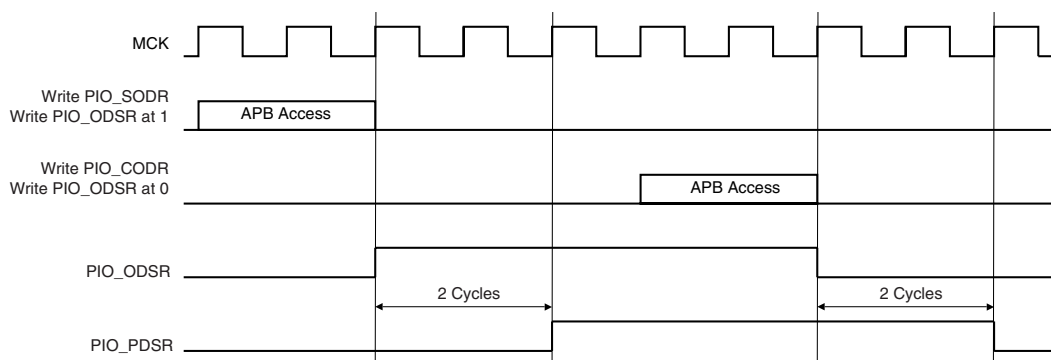 MCK
Write PIO_SODR
Write PIO_ODSR at 1
APB Access
Write PIO_CODR
Write PIO_ODSR at 0
APB Access
PIO_ODSR
2 Cycles
2 Cycles
PIO_PDSR